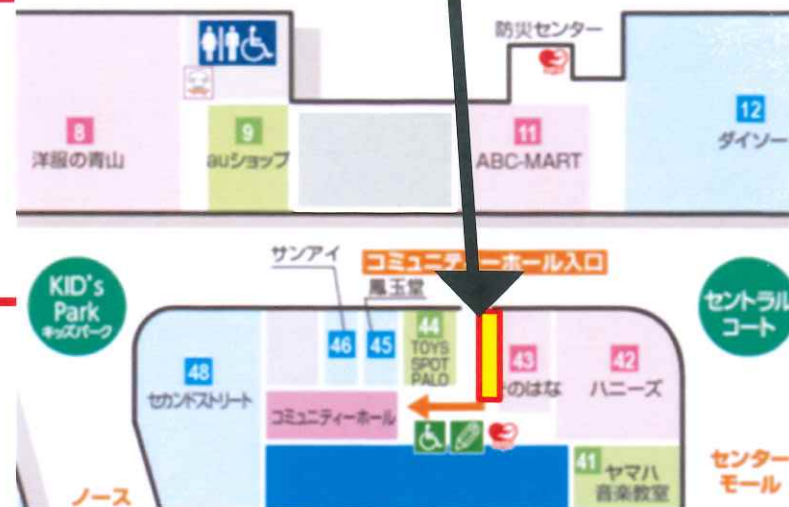 防災センター
8
洋服の青山
9
auショップ
11
ABC-MART
12
ダイソー
サンアイ
コミュニティーホール入口
鳳玉堂
KID's
Park
キッズパーク
セントラル
コート
44
TOYS
SPOT
PALO
46
45
43
のはな
42
ハニーズ
48
セカンドストリート
コミュニティーホール
41
ヤマハ
音楽教室
センター
モール
ノース